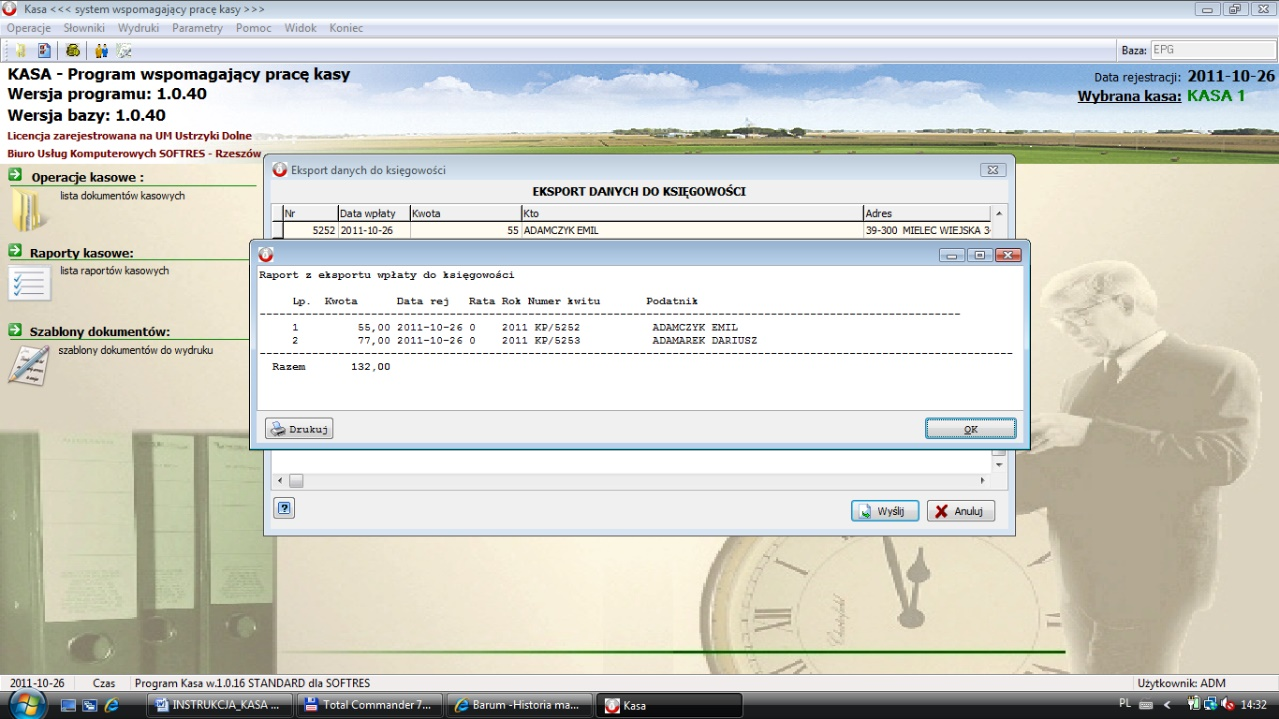 Kasa <<< system wspomagający pracę kasy >>>
Operacje Słowniki Wydruki Parametry Pomoc Widok Koniec
Baza: EPG
KASA - Program wspomagający pracę kasy
Wersja programu: 1.0.40
Wersja bazy: 1.0.40
Licencja zarejestrowana na UM Ustrzyki Dolne
Biuro Usług Komputerowych SOFTRES - Rzeszów
Data rejestracji: 2011-10-26
Wybrana kasa: KASA 1
Operacje kasowe :
lista dokumentów kasowych
Raporty kasowe:
lista raportów kasowych
Szablony dokumentów:
szablony dokumentów do wydruku
Eksport danych do księgowości
EKSPORT DANYCH DO KSIĘGOWOŚCI
Nr Data wpłaty Kwota Kto Adres
5252 2011-10-26 55 ADAMCZYK EMIL 39-300 MIELEC WIEJSKA 3
Raport z eksportu wpłaty do księgowości
Lp. Kwota Data rej Rata Rok Numer kwitu Podatnik
1 55,00 2011-10-26 0 2011 KP/5252 ADAMCZYK EMIL
2 77,00 2011-10-26 0 2011 KP/5253 ADAMAREK DARIUSZ
Razem 132,00
Drukuj OK
Wyślij Anuluj
2011-10-26 Czas Program Kasa w.1.0.16 STANDARD dla SOFTRES Użytkownik: ADM
INSTRUKCJA_KASA ... Total Commander 7... Barum -Historia ma... Kasa PL 14:32